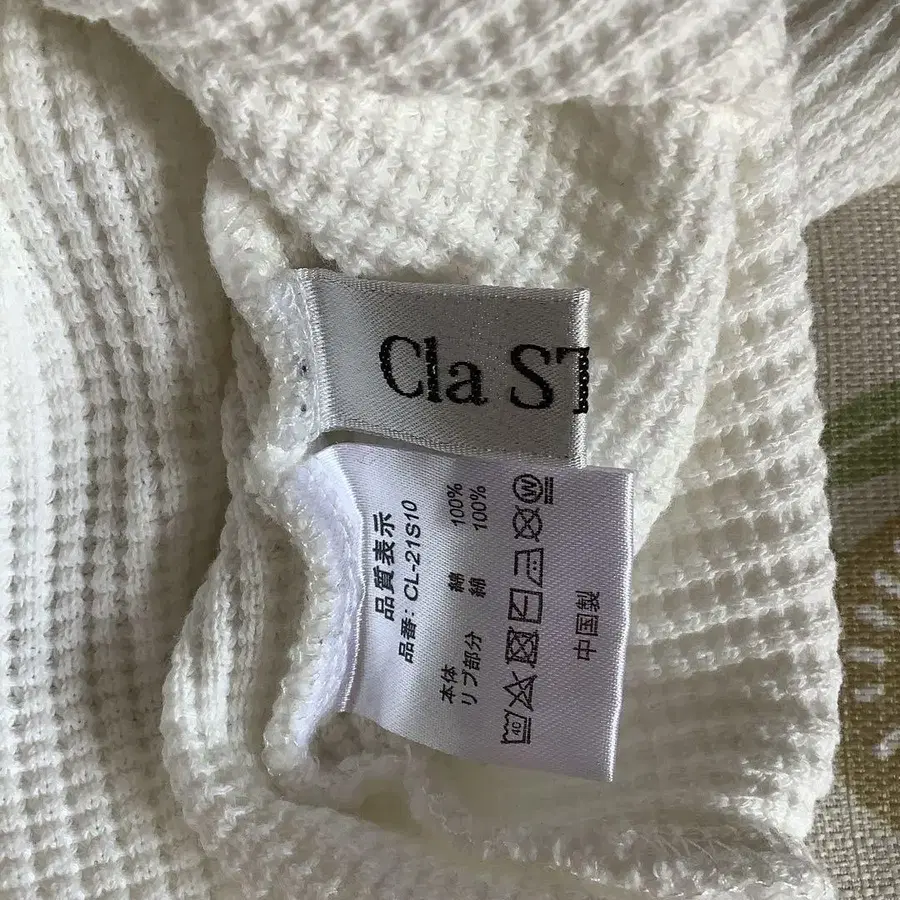 Cla ST
品質表示
品番: CL-21S10
本体 綿 100%
リブ部分 綿 100%
40
W
中国製